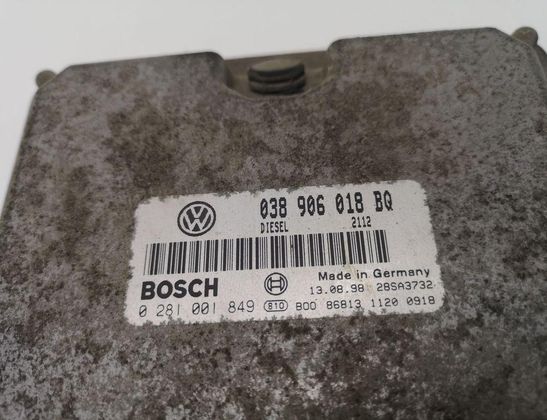 038 906 018 BQ
DIESEL 2112
BOSCH Made in Germany
13.08.98 28SA3732
0 281 001 849 810 BOO 86813 1120 0918